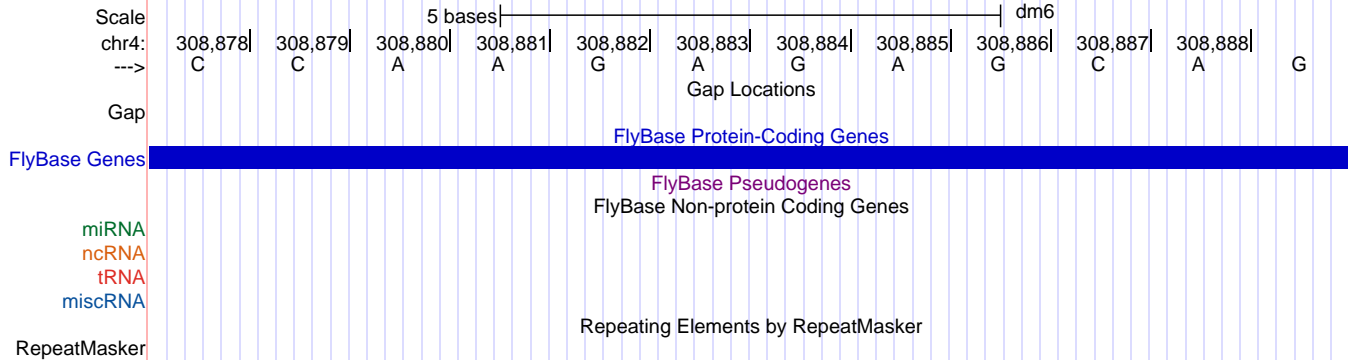 Scale 5 bases dm6
chr4: 308,878 308,879 308,880 308,881 308,882 308,883 308,884 308,885 308,886 308,887 308,888
---> C C A A G A G A G C A G
Gap Locations
Gap
FlyBase Protein-Coding Genes
FlyBase Genes
FlyBase Pseudogenes
FlyBase Non-protein Coding Genes
miRNA
ncRNA
tRNA
miscRNA
Repeating Elements by RepeatMasker
RepeatMasker